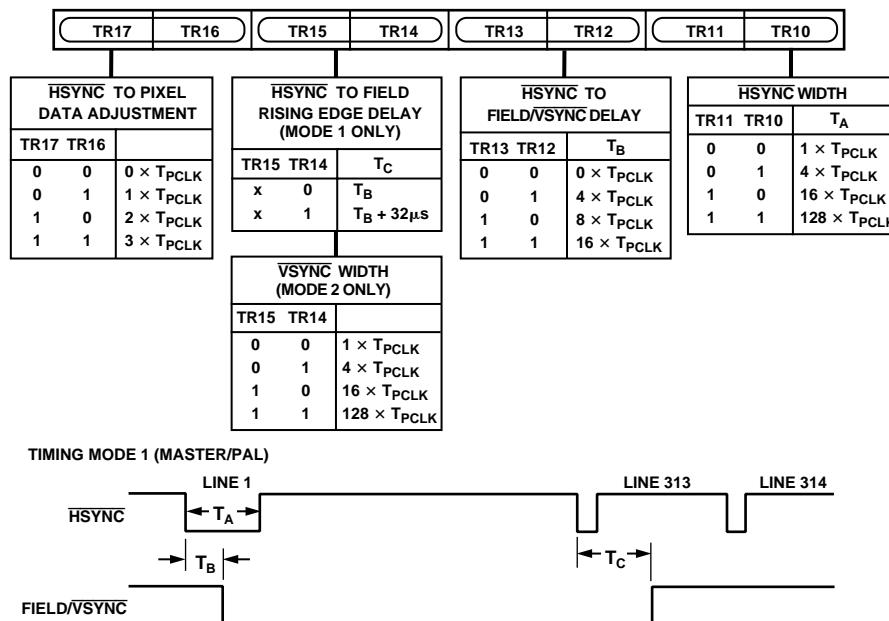 TR17 TR16 TR15 TR14 TR13 TR12 TR11 TR10
HSYNC TO PIXEL
DATA ADJUSTMENT
TR17 TR16
0 0 0 × TPCLK
0 1 1 × TPCLK
1 0 2 × TPCLK
1 1 3 × TPCLK
HSYNC TO FIELD
RISING EDGE DELAY
(MODE 1 ONLY)
TR15 TR14 TC
x 0 TB
x 1 TB + 32μs
VSYNC WIDTH
(MODE 2 ONLY)
TR15 TR14
0 0 1 × TPCLK
0 1 4 × TPCLK
1 0 16 × TPCLK
1 1 128 × TPCLK
HSYNC TO
FIELD/VSYNC DELAY
TR13 TR12 TB
0 0 0 × TPCLK
0 1 4 × TPCLK
1 0 8 × TPCLK
1 1 16 × TPCLK
HSYNC WIDTH
TR11 TR10 TA
0 0 1 × TPCLK
0 1 4 × TPCLK
1 0 16 × TPCLK
1 1 128 × TPCLK
TIMING MODE 1 (MASTER/PAL)
LINE 1 LINE 313 LINE 314
HSYNC
TA
TB
TC
FIELD/VSYNC